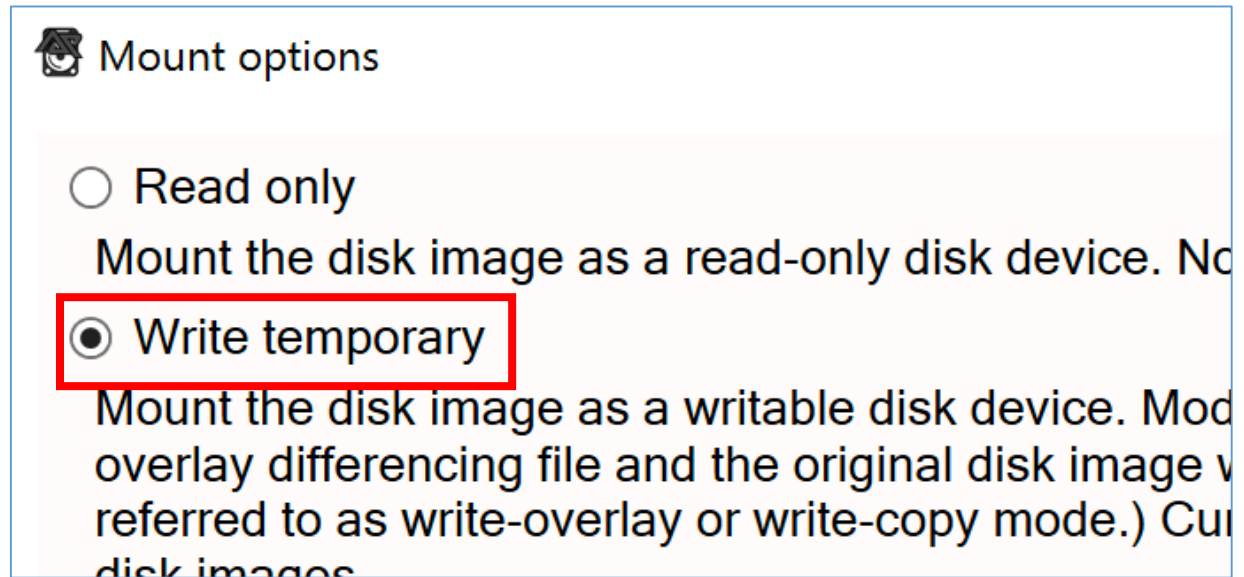 Mount options
Read only
Mount the disk image as a read-only disk device. No
Write temporary
Mount the disk image as a writable disk device. Mod
overlay differencing file and the original disk image
referred to as write-overlay or write-copy mode.) Cur
disk images